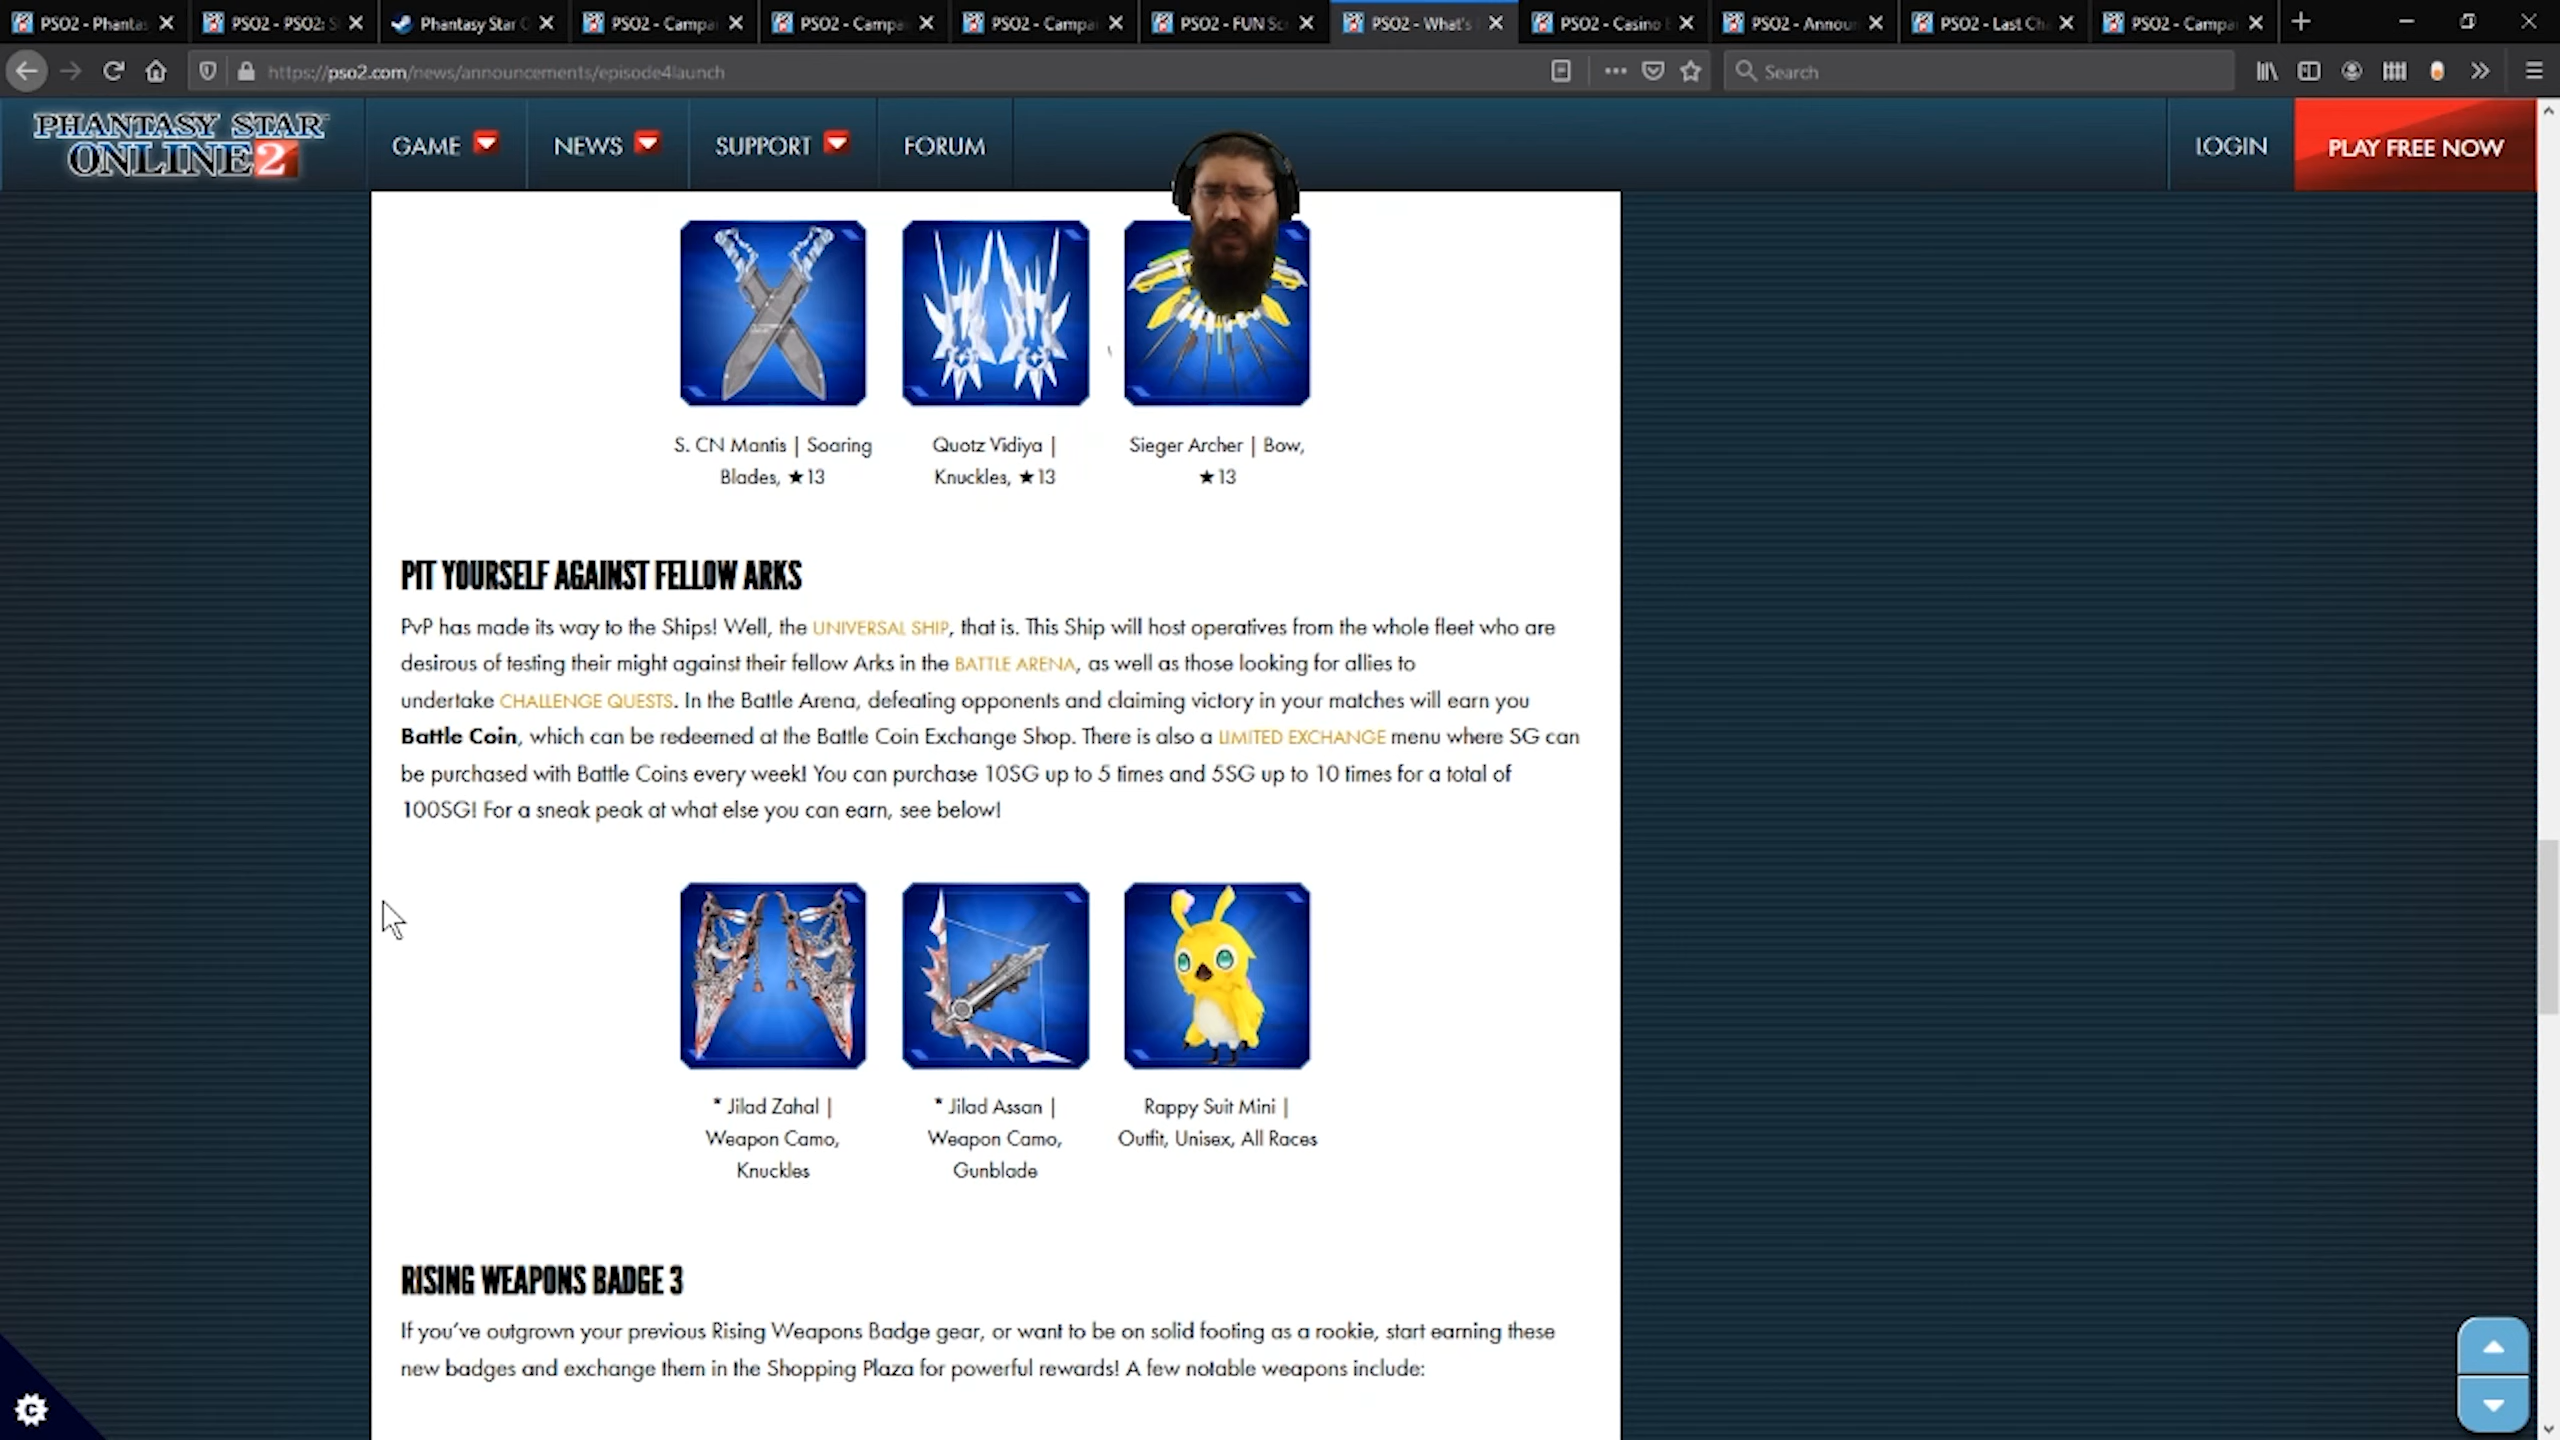 PSO2 - Phantas PSO2 - PSO2: S Phantasy Star O PSO2 - Campa PSO2 - Campa PSO2 - Campa PSO2 - FUN Sc PSO2 - What's PSO2 - Casino PSO2 - Announ PSO2 - Last Ch PSO2 - Campa
https://pso2.com/news/announcements/episode4launch Search
PHANTASY STAR ONLINE 2
GAME NEWS SUPPORT FORUM LOGIN PLAY FREE NOW
S. CN Mantis | Soaring Blades, ★13
Quotz Vidiya | Knuckles, ★13
Sieger Archer | Bow, ★13
PIT YOURSELF AGAINST FELLOW ARKS
PvP has made its way to the Ships! Well, the UNIVERSAL SHIP, that is. This Ship will host operatives from the whole fleet who are
desirous of testing their might against their fellow Arks in the BATTLE ARENA, as well as those looking for allies to
undertake CHALLENGE QUESTS. In the Battle Arena, defeating opponents and claiming victory in your matches will earn you
Battle Coin, which can be redeemed at the Battle Coin Exchange Shop. There is also a LIMITED EXCHANGE menu where SG can
be purchased with Battle Coins every week! You can purchase 10SG up to 5 times and 5SG up to 10 times for a total of
100SG! For a sneak peak at what else you can earn, see below!
* Jilad Zahal | Weapon Camo, Knuckles
* Jilad Assan | Weapon Camo, Gunblade
Rappy Suit Mini | Outfit, Unisex, All Races
RISING WEAPONS BADGE 3
If you've outgrown your previous Rising Weapons Badge gear, or want to be on solid footing as a rookie, start earning these
new badges and exchange them in the Shopping Plaza for powerful rewards! A few notable weapons include: